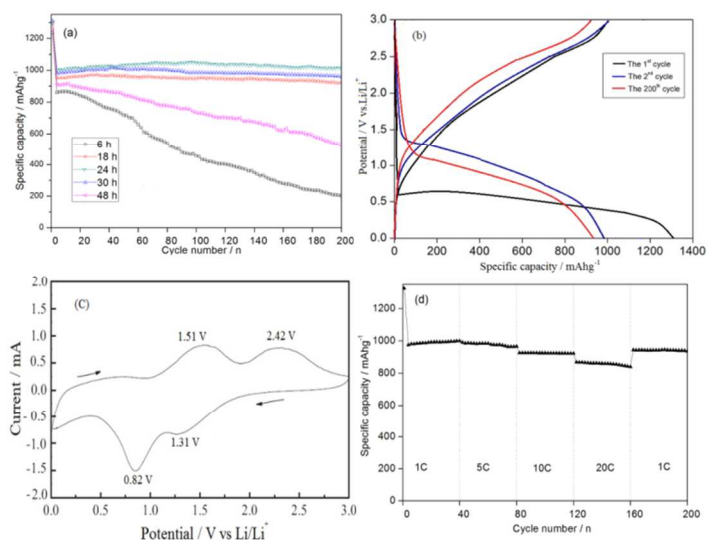 (a)
Specific capacity / mAhg⁻¹
1200
1000
800
600
400
200
0
6 h
18 h
24 h
30 h
48 h
0 20 40 60 80 100 120 140 160 180 200
Cycle number / n
(b)
Potential / V vs.Li/Li⁺
3.0
2.5
2.0
1.5
1.0
0.5
0.0
The 1ˢᵗ cycle
The 2ⁿᵈ cycle
The 200ᵗʰ cycle
0 200 400 600 800 1000 1200 1400
Specific capacity / mAhg⁻¹
(C)
Current / mA
2.0
1.5
1.0
0.5
0.0
-0.5
-1.0
-1.5
-2.0
1.51 V
2.42 V
1.31 V
0.82 V
0.0 0.5 1.0 1.5 2.0 2.5 3.0
Potential / V vs Li/Li⁺
(d)
Specific capacity / mAhg⁻¹
1200
1000
800
600
400
200
0
1C 5C 10C 20C 1C
0 40 80 120 160 200
Cycle number / n